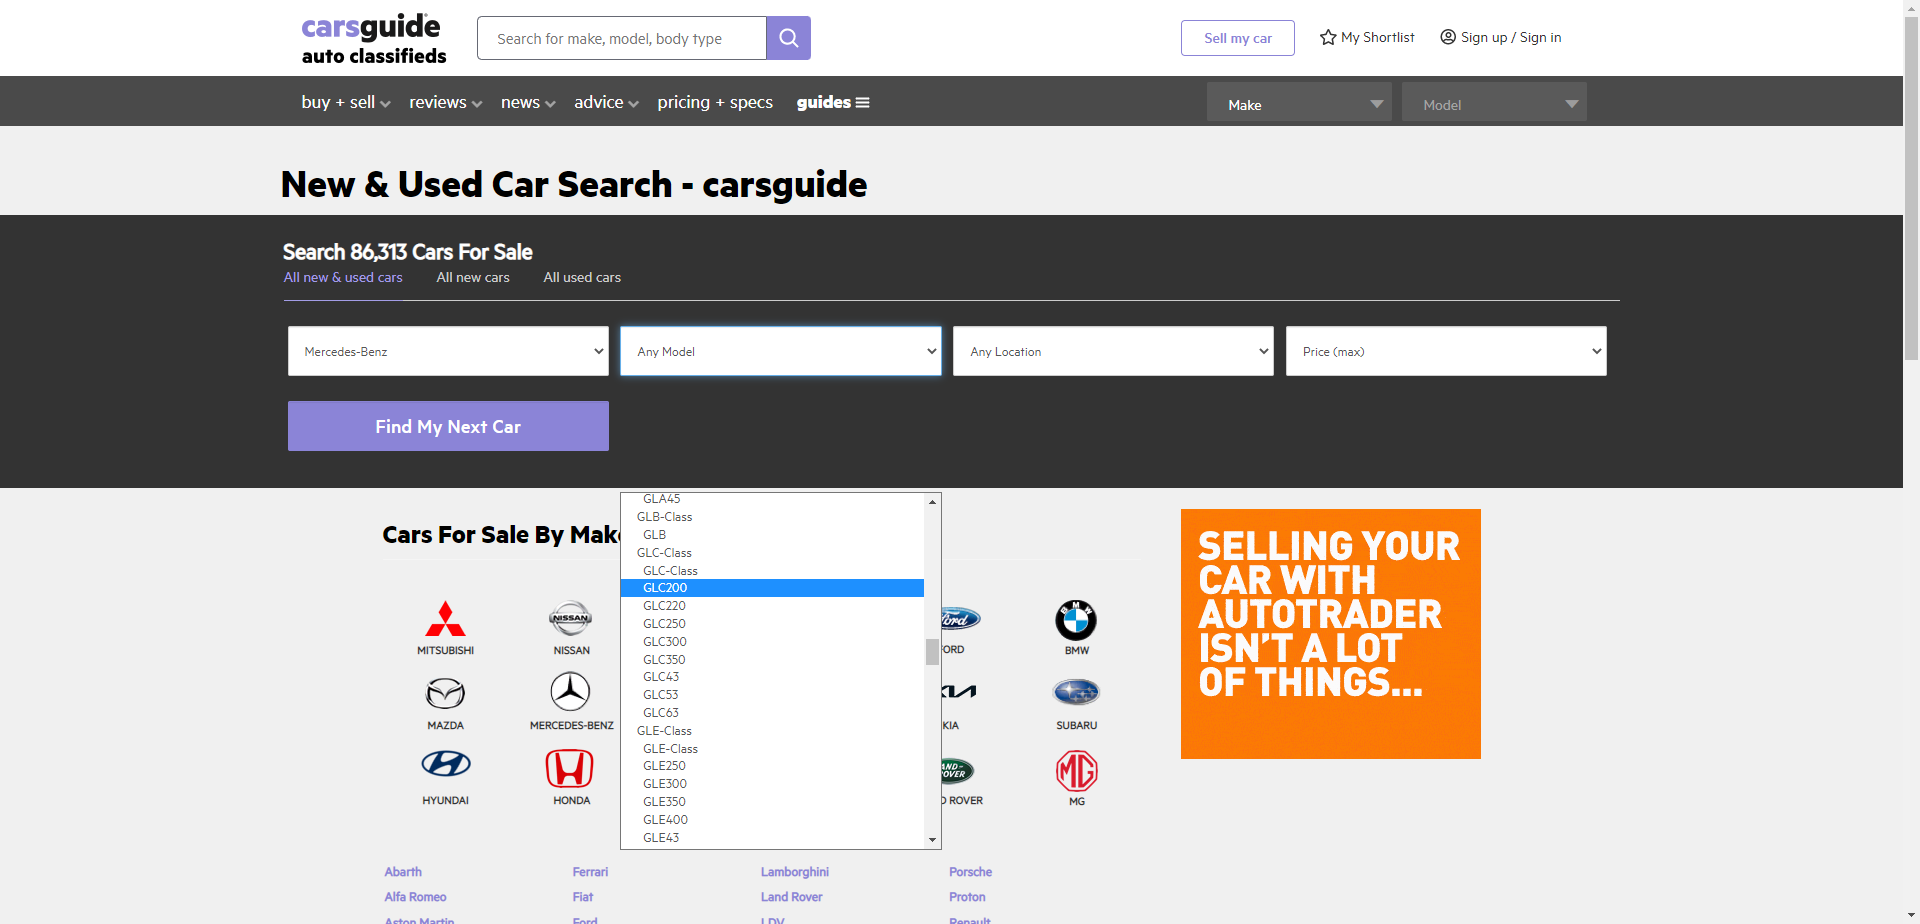 carsguide
auto classifieds
Search for make, model, body type
Sell my car
My Shortlist
Sign up / Sign in
buy + sell
reviews
news
advice
pricing + specs
guides
Make
Model
New & Used Car Search - carsguide
Search 86,313 Cars For Sale
All new & used cars
All new cars
All used cars
Mercedes-Benz
Any Model
Any Location
Price (max)
Find My Next Car
GLA45
GLB-Class
GLB
GLC-Class
GLC-Class
GLC200
GLC220
GLC250
GLC300
GLC350
GLC43
GLC53
GLC63
GLE-Class
GLE-Class
GLE250
GLE300
GLE350
GLE400
GLE43
Cars For Sale By Make
MITSUBISHI
NISSAN
NISSAN
Ford
FORD
BMW
BMW
MAZDA
MERCEDES-BENZ
KIA
SUBARU
HYUNDAI
HONDA
ROVER
MG
MG
SELLING YOUR
CAR WITH
AUTOTRADER
ISN'T A LOT
OF THINGS...
Abarth
Ferrari
Lamborghini
Porsche
Alfa Romeo
Fiat
Land Rover
Proton
Aston Martin
Ford
LDV
Renault